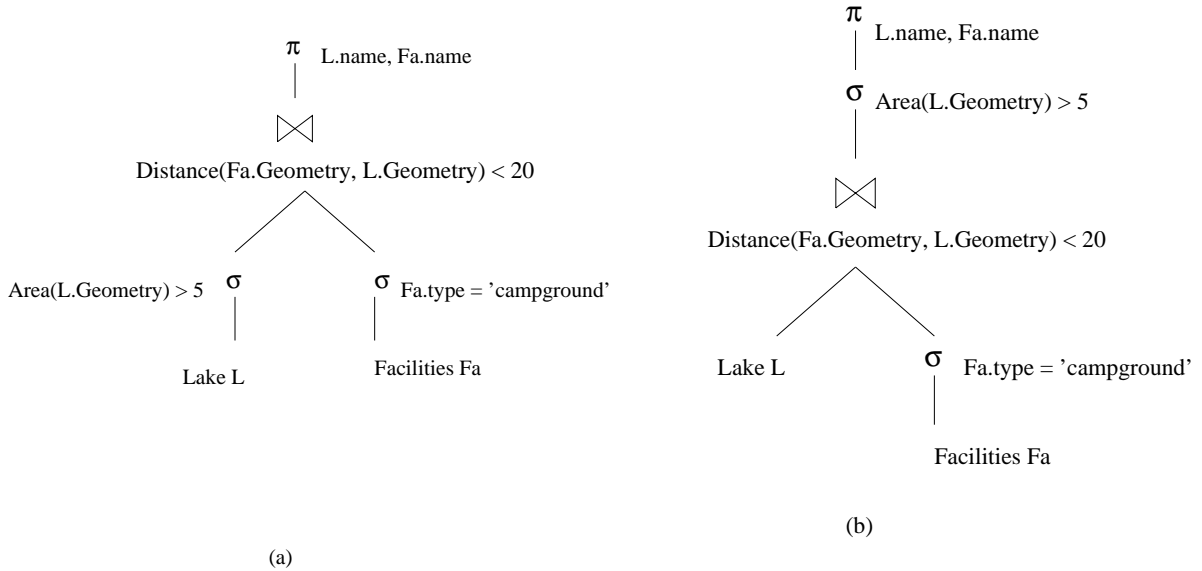 π
L.name, Fa.name
Distance(Fa.Geometry, L.Geometry) < 20
Area(L.Geometry) > 5 σ
σ Fa.type = ’campground’
Lake L
Facilities Fa
(a)
π
L.name, Fa.name
σ Area(L.Geometry) > 5
Distance(Fa.Geometry, L.Geometry) < 20
Lake L
σ Fa.type = ’campground’
Facilities Fa
(b)